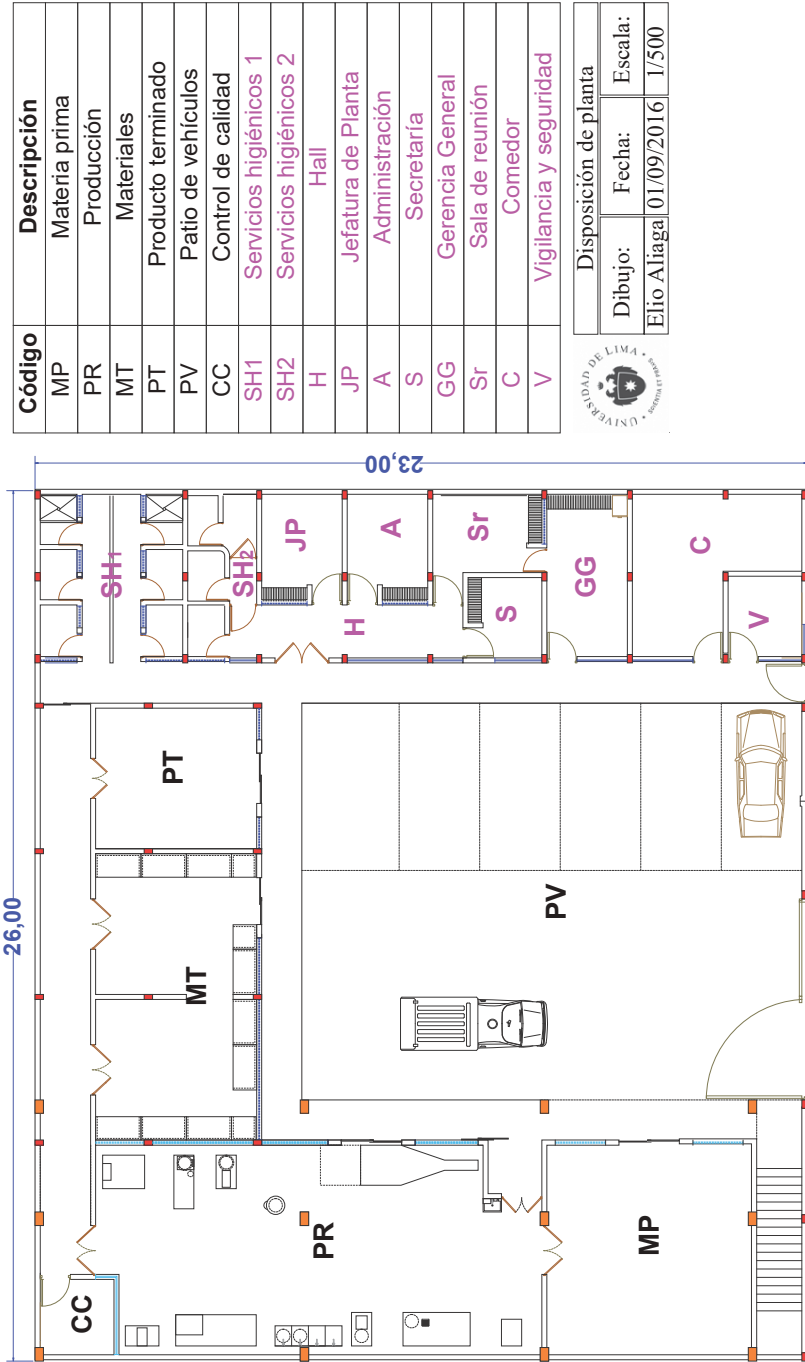 Código Descripción
MP Materia prima
PR Producción
MT Materiales
PT Producto terminado
PV Patio de vehículos
CC Control de calidad
SH1 Servicios higiénicos 1
SH2 Servicios higiénicos 2
H Hall
JP Jefatura de Planta
A Administración
S Secretaría
GG Gerencia General
Sr Sala de reunión
C Comedor
V Vigilancia y seguridad
UNIVERSIDAD DE LIMA
SCIENTIA ET PRAXIS
Disposición de planta
Dibujo: Fecha: Escala:
Elio Aliaga 01/09/2016 1/500
26,00
23,00
SH1
SH2
JP
A
Sr
H
S
GG
C
V
PT
MT
PV
CC
PR
MP